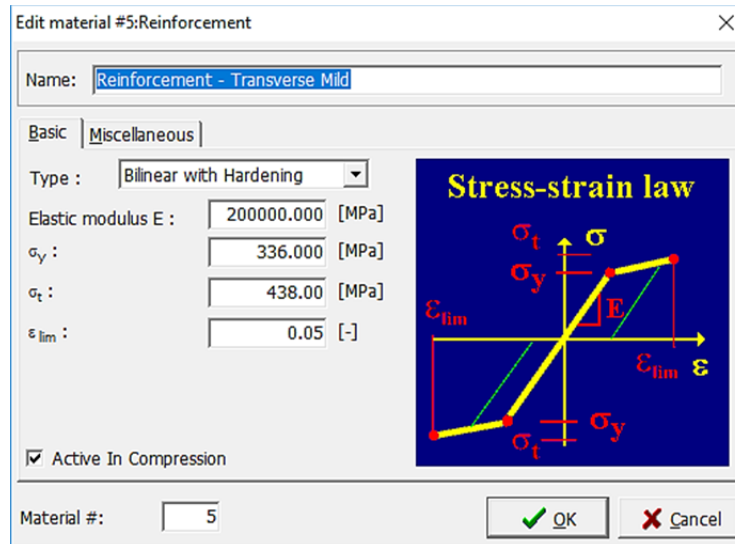 Edit material #5:Reinforcement
Name: Reinforcement - Transverse Mild
Basic Miscellaneous
Type : Bilinear with Hardening
Elastic modulus E : 200000.000 [MPa]
σy : 336.000 [MPa]
σt : 438.00 [MPa]
εlim : 0.05 [-]
Active In Compression
Stress-strain law
σt σ
σy
E
εlim
εlim ε
σy
σt
Material #: 5 OK Cancel